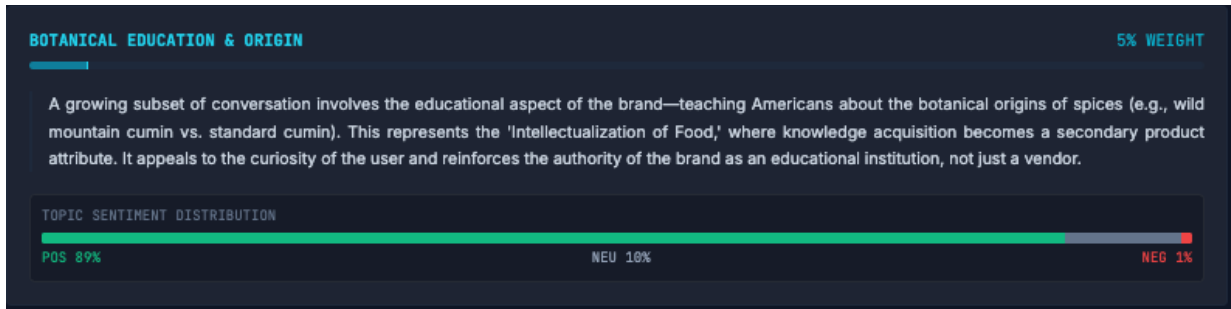 BOTANICAL EDUCATION & ORIGIN
5% WEIGHT
A growing subset of conversation involves the educational aspect of the brand—teaching Americans about the botanical origins of spices (e.g., wild
mountain cumin vs. standard cumin). This represents the 'Intellectualization of Food,' where knowledge acquisition becomes a secondary product
attribute. It appeals to the curiosity of the user and reinforces the authority of the brand as an educational institution, not just a vendor.
TOPIC SENTIMENT DISTRIBUTION
POS 89%
NEU 10%
NEG 1%